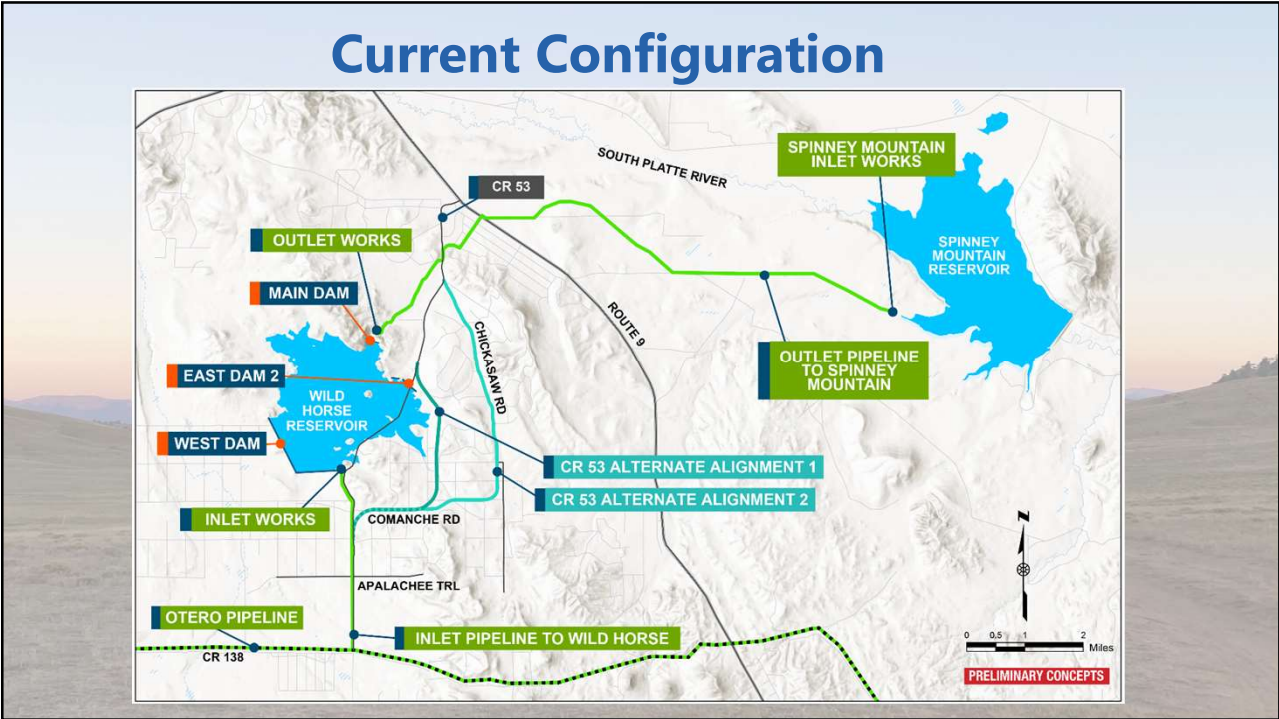 Current Configuration
SOUTH PLATTE RIVER
SPINNEY MOUNTAIN
INLET WORKS
CR 53
OUTLET WORKS
SPINNEY
MOUNTAIN
RESERVOIR
MAIN DAM
ROUTE 9
CHICKASAW RD
OUTLET PIPELINE
TO SPINNEY
MOUNTAIN
EAST DAM 2
WILD
HORSE
RESERVOIR
WEST DAM
CR 53 ALTERNATE ALIGNMENT 1
CR 53 ALTERNATE ALIGNMENT 2
INLET WORKS
COMANCHE RD
N
APALACHEE TRL
OTERO PIPELINE
INLET PIPELINE TO WILD HORSE
CR 138
0 0.5 1 2
Miles
PRELIMINARY CONCEPTS